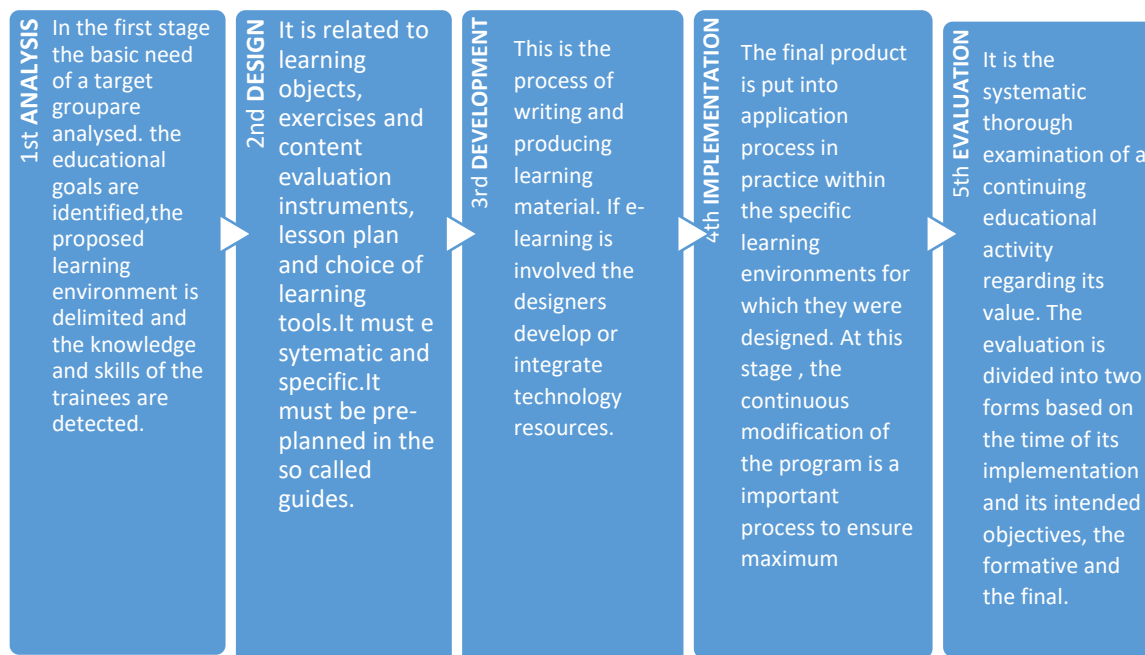 1st ANALYSIS
In the first stage
the basic need
of a target
groupare
analysed. the
educational
goals are
identified,the
proposed
learning
environment is
delimited and
the knowledge
and skills of the
trainees are
detected.
2nd DESIGN
It is related to
learning
objects,
exercises and
content
evaluation
instruments,
lesson plan
and choice of
learning
tools.It must e
sytematic and
specific.It
must be pre-
planned in the
so called
guides.
3rd DEVELOPMENT
This is the
process of
writing and
producing
learning
material. If e-
learning is
involved the
designers
develop or
integrate
technology
resources.
4th IMPLEMENTATION
The final product
is put into
application
process in
practice within
the specific
learning
environments for
which they were
designed. At this
stage , the
continuous
modification of
the program is a
important
process to ensure
maximum
5th EVALUATION
It is the
systematic
thorough
examination of a
continuing
educational
activity
regarding its
value. The
evaluation is
divided into two
forms based on
the time of its
implementation
and its intended
objectives, the
formative and
the final.